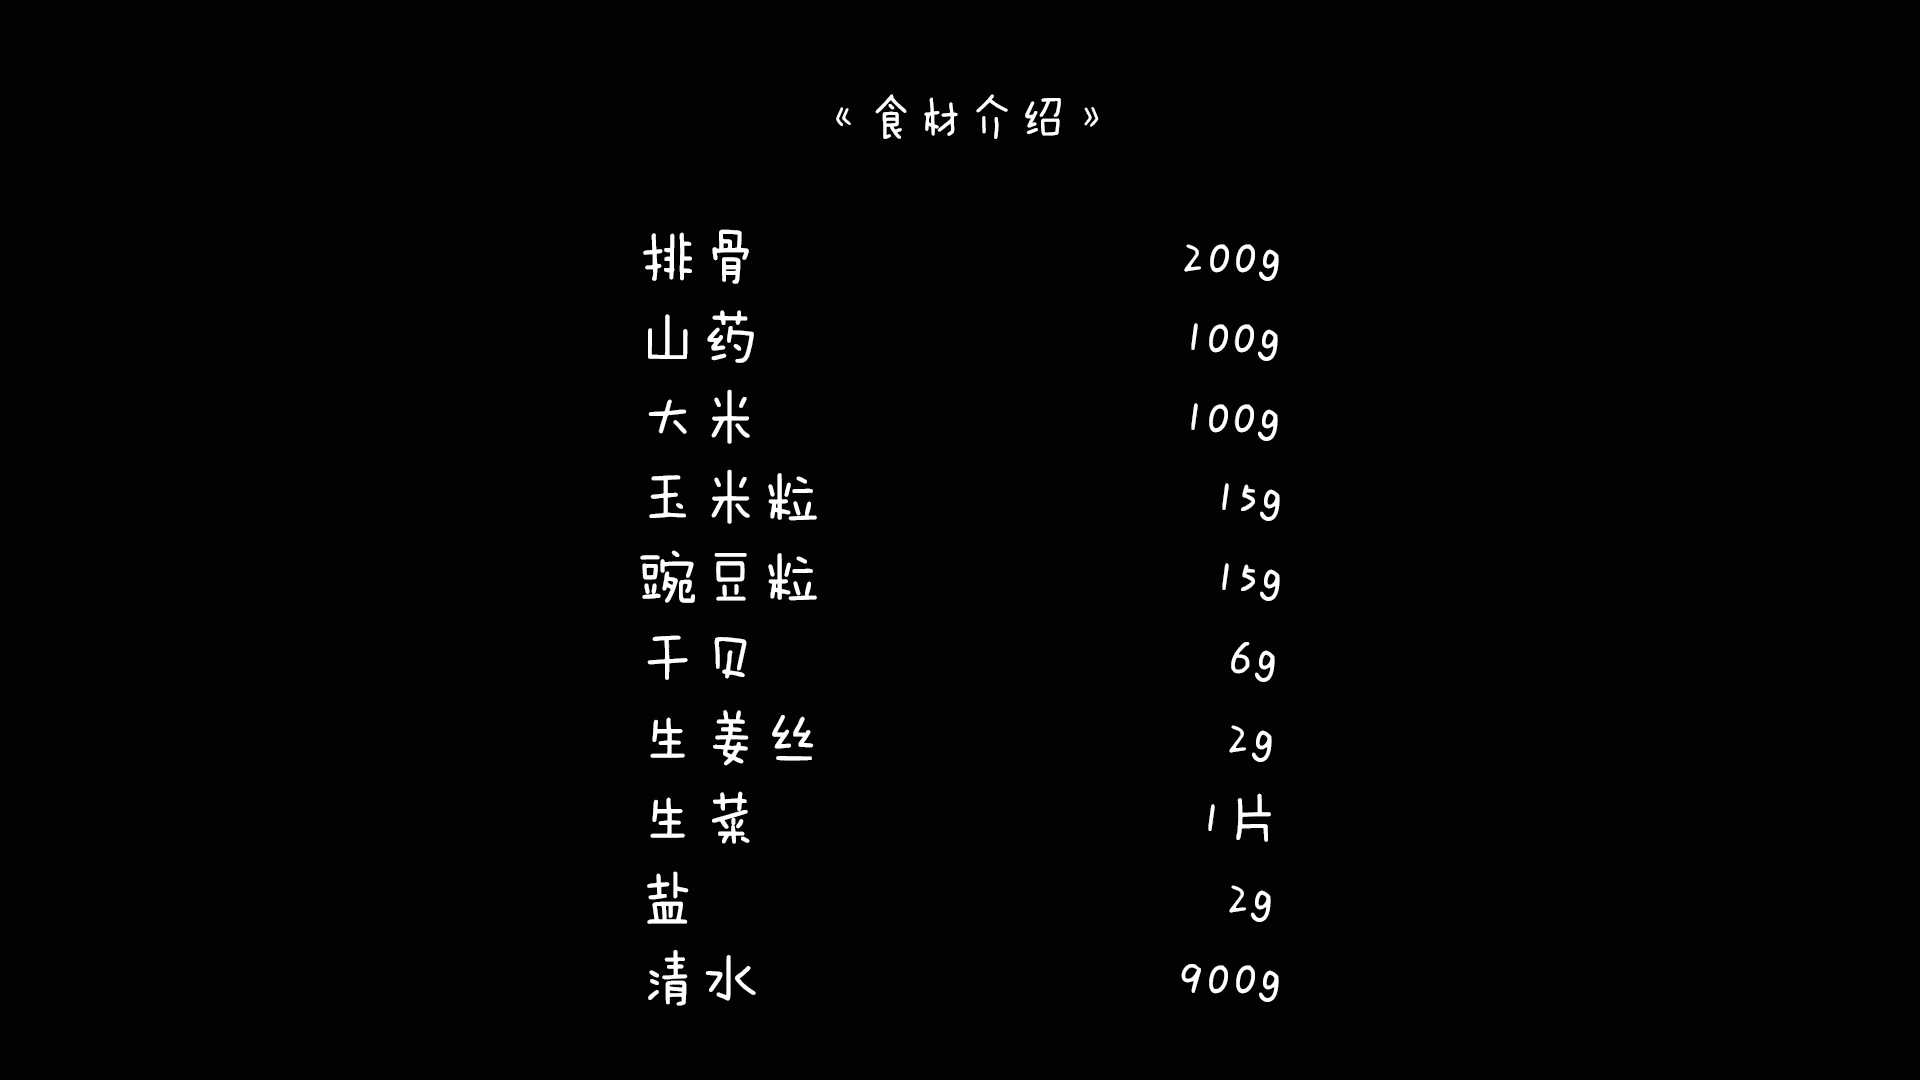 《食材介绍》
排骨 200g
山药 100g
大米 100g
玉米粒 15g
豌豆粒 15g
干贝 6g
生姜丝 2g
生菜 1片
盐 2g
清水 900g